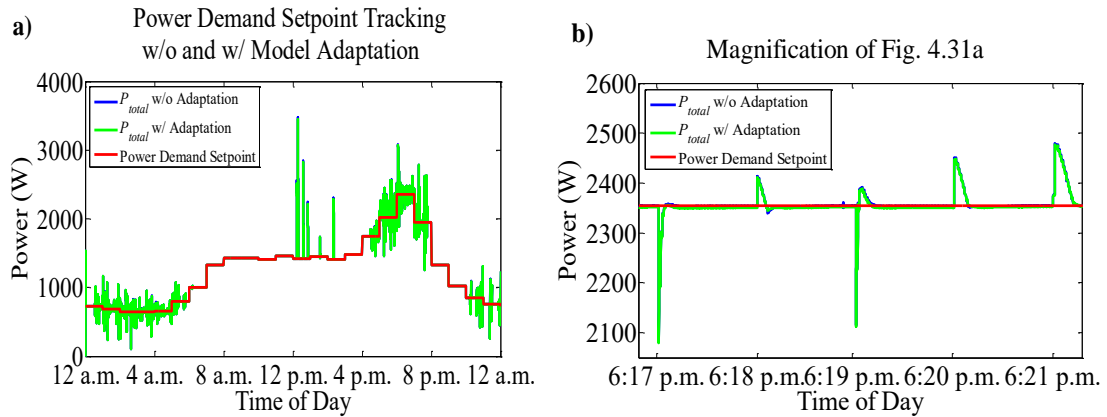 a)
Power Demand Setpoint Tracking
w/o and w/ Model Adaptation
4000
3000
2000
1000
0
Power (W)
P_total w/o Adaptation
P_total w/ Adaptation
Power Demand Setpoint
12 a.m. 4 a.m. 8 a.m. 12 p.m. 4 p.m. 8 p.m. 12 a.m.
Time of Day
b)
Magnification of Fig. 4.31a
2600
2500
2400
2300
2200
2100
Power (W)
P_total w/o Adaptation
P_total w/ Adaptation
Power Demand Setpoint
6:17 p.m. 6:18 p.m. 6:19 p.m. 6:20 p.m. 6:21 p.m.
Time of Day